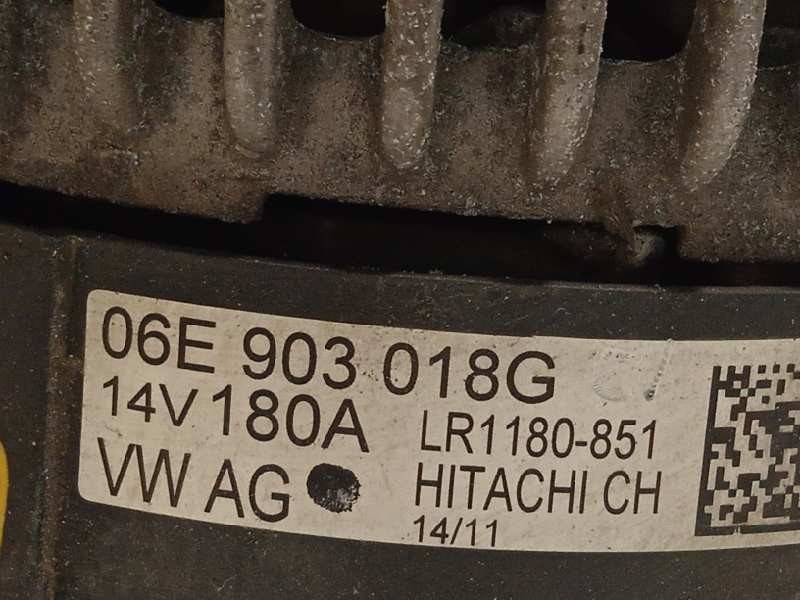 06E 903 018G
14V 180A LR1180-851
VW AG HITACHI CH
14/11